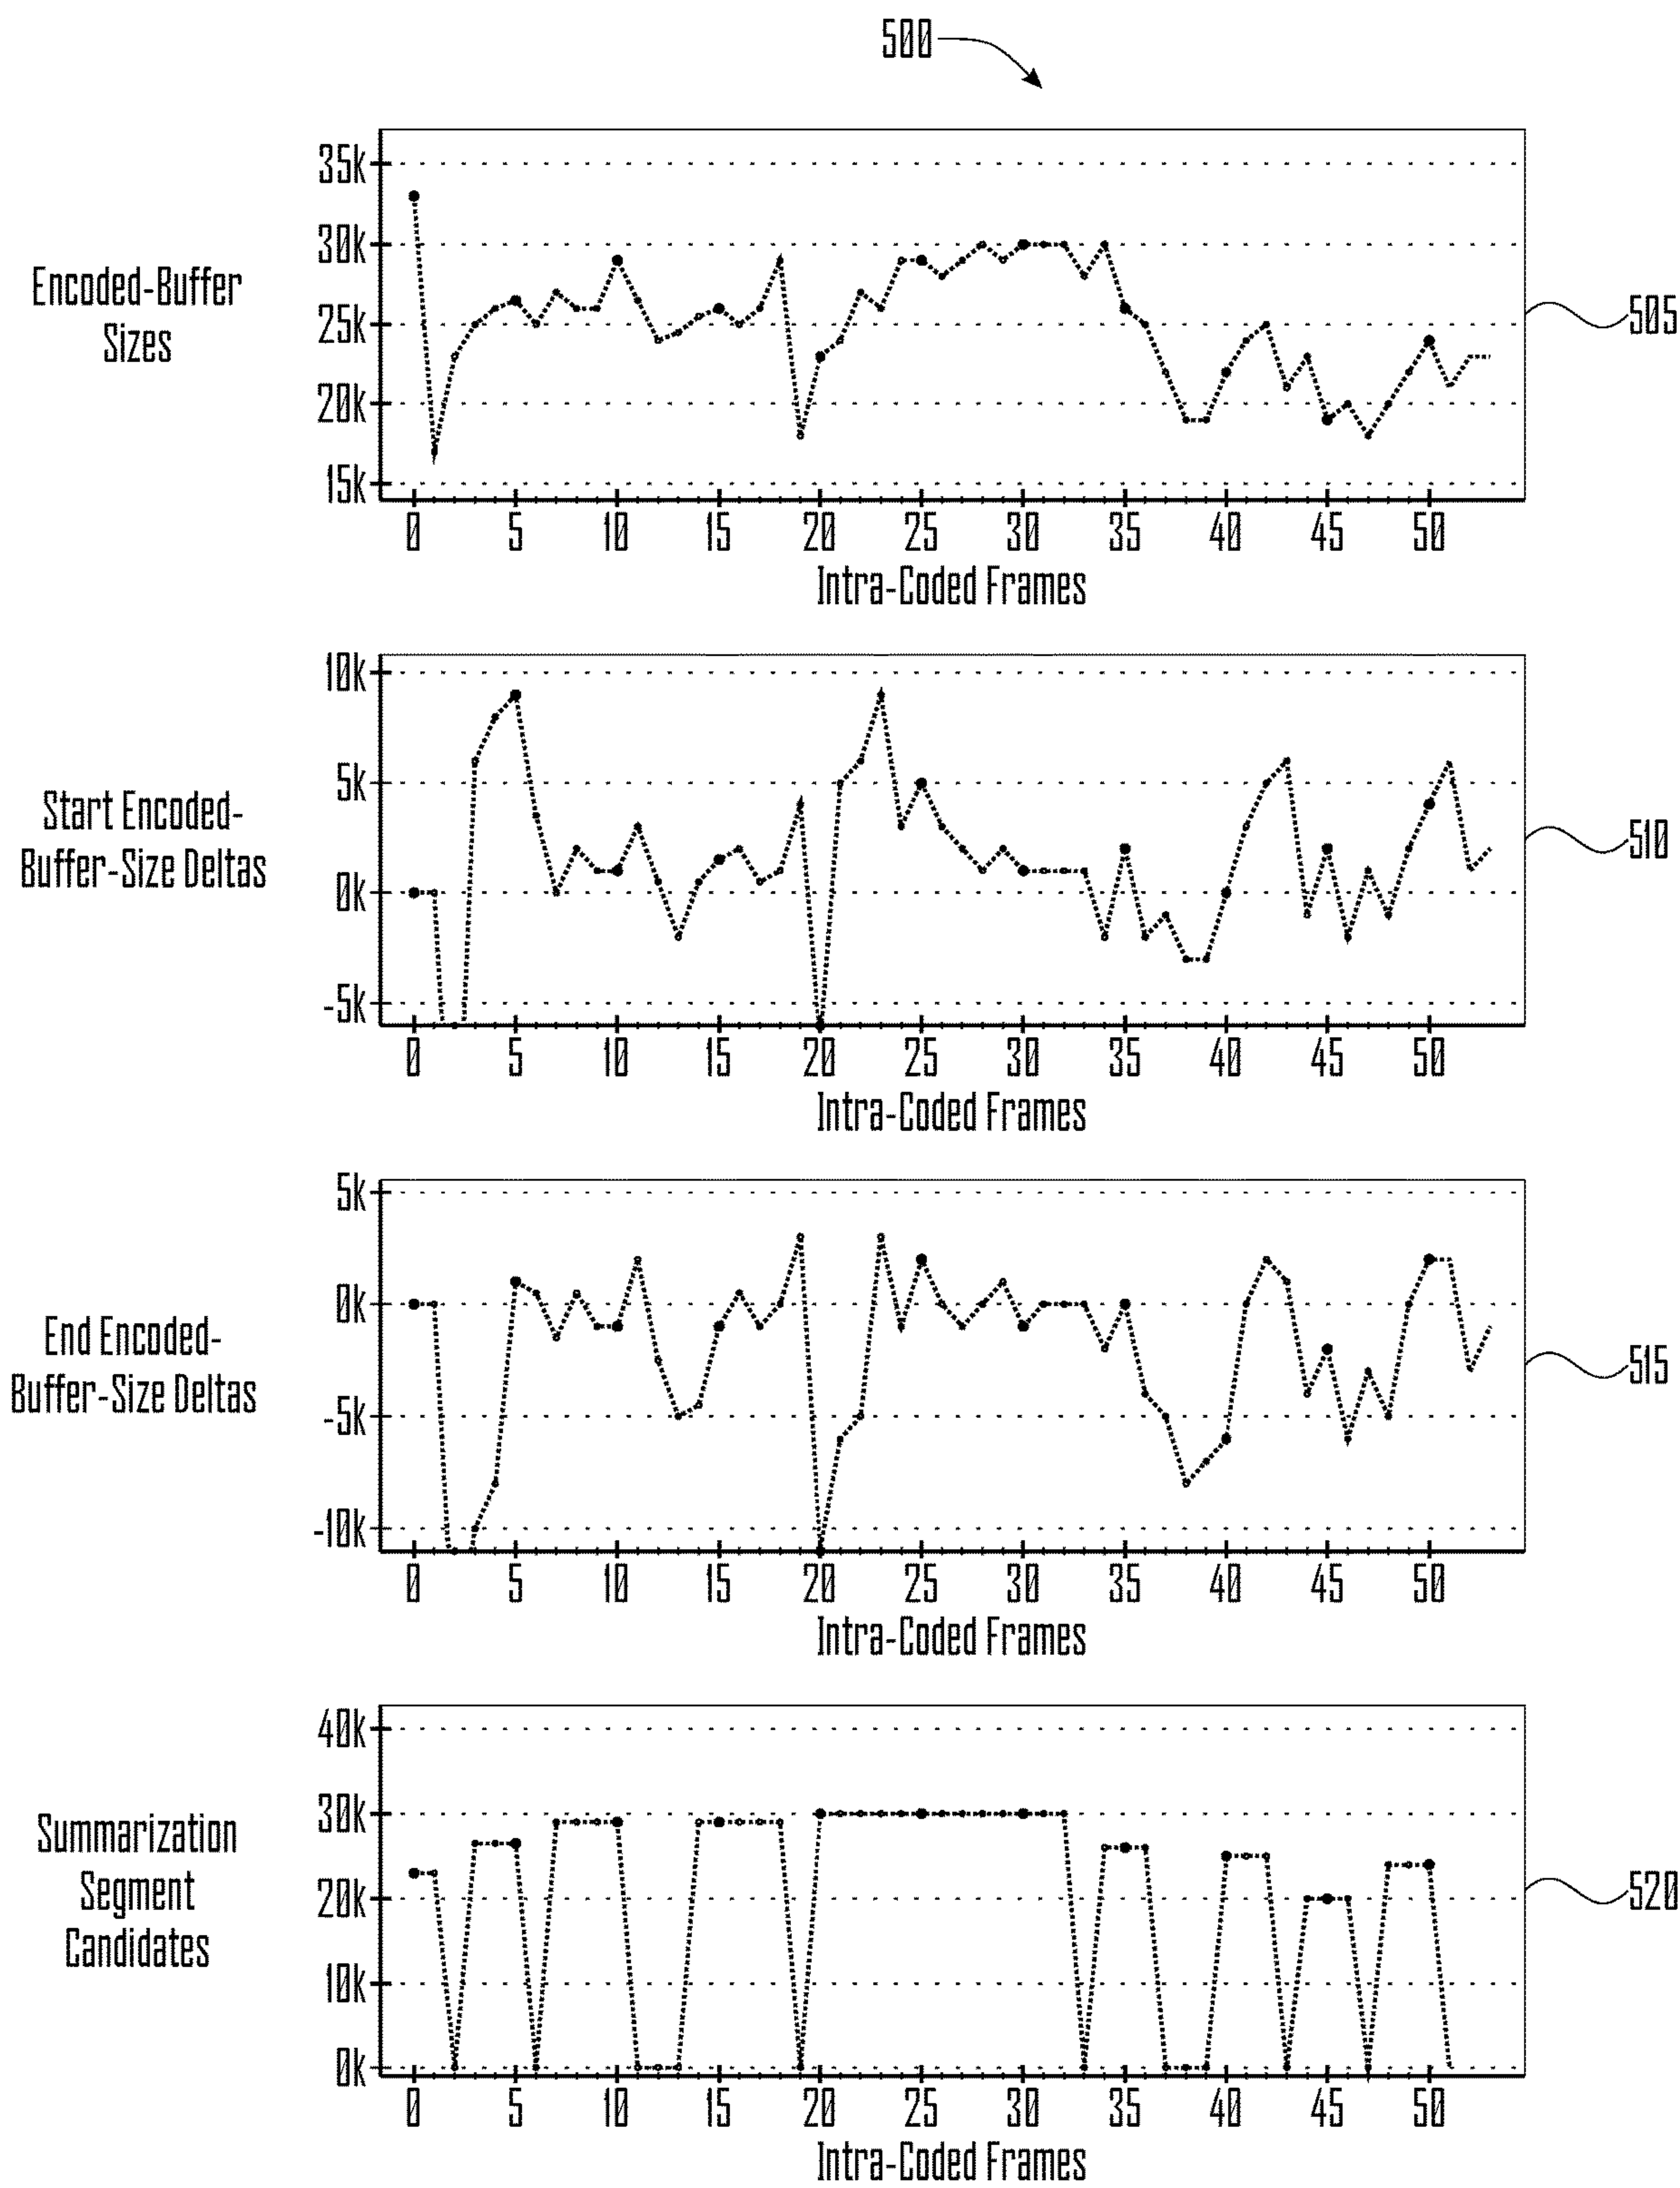 500
35k
30k
25k
20k
15k
Encoded-Buffer
Sizes
505
0 5 10 15 20 25 30 35 40 45 50
Intra-Coded Frames
10k
5k
0k
-5k
Start Encoded-
Buffer-Size Deltas
510
0 5 10 15 20 25 30 35 40 45 50
Intra-Coded Frames
5k
0k
-5k
-10k
End Encoded-
Buffer-Size Deltas
515
0 5 10 15 20 25 30 35 40 45 50
Intra-Coded Frames
40k
30k
20k
10k
0k
Summarization
Segment
Candidates
520
0 5 10 15 20 25 30 35 40 45 50
Intra-Coded Frames